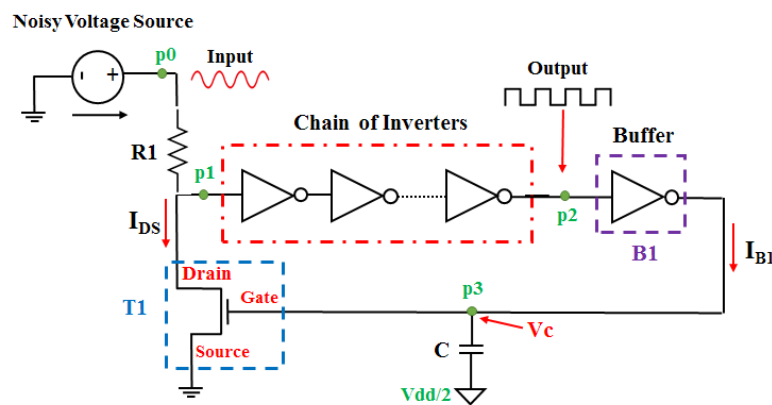 Noisy Voltage Source
p0
Input
- +
Output
Chain of Inverters
Buffer
R1
p1
p2
I_DS
B1
I_B1
Drain
T1
Gate
p3
Vc
Source
C
Vdd/2